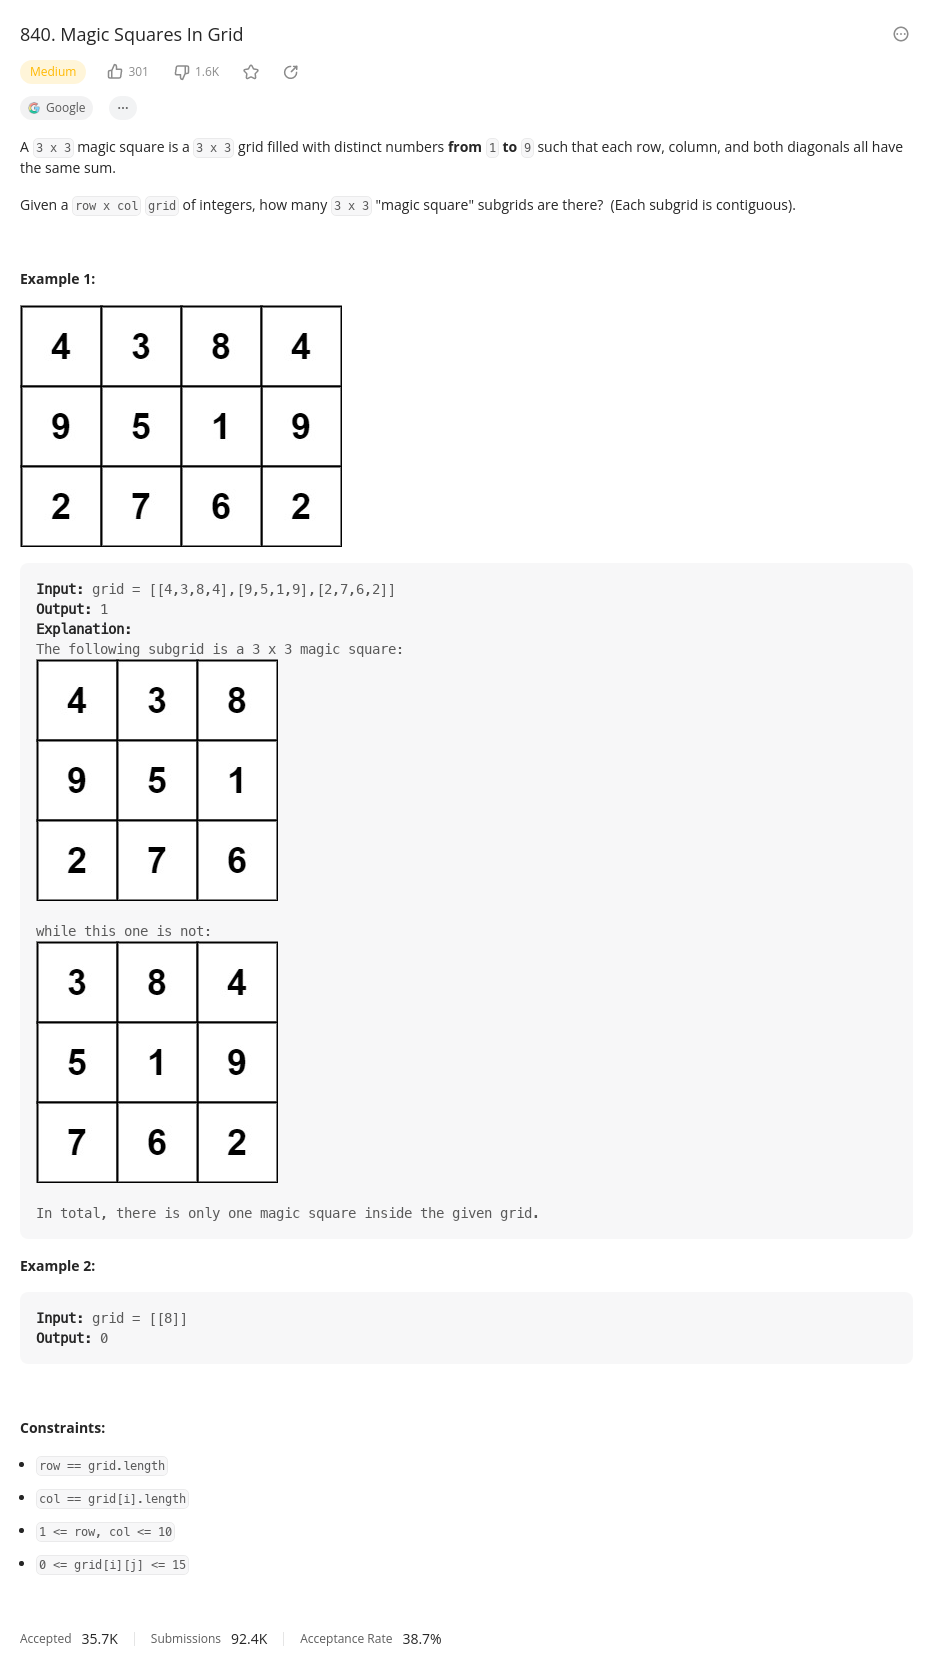 840. Magic Squares In Grid
Medium 301 1.6K
Google ...
A 3 x 3 magic square is a 3 x 3 grid filled with distinct numbers from 1 to 9 such that each row, column, and both diagonals all have
the same sum.
Given a row x col grid of integers, how many 3 x 3 "magic square" subgrids are there?  (Each subgrid is contiguous).
Example 1:
4 3 8 4
9 5 1 9
2 7 6 2
Input: grid = [[4,3,8,4],[9,5,1,9],[2,7,6,2]]
Output: 1
Explanation:
The following subgrid is a 3 x 3 magic square:
4 3 8
9 5 1
2 7 6
while this one is not:
3 8 4
5 1 9
7 6 2
In total, there is only one magic square inside the given grid.
Example 2:
Input: grid = [[8]]
Output: 0
Constraints:
• row == grid.length
• col == grid[i].length
• 1 <= row, col <= 10
• 0 <= grid[i][j] <= 15
Accepted 35.7K Submissions 92.4K Acceptance Rate 38.7%